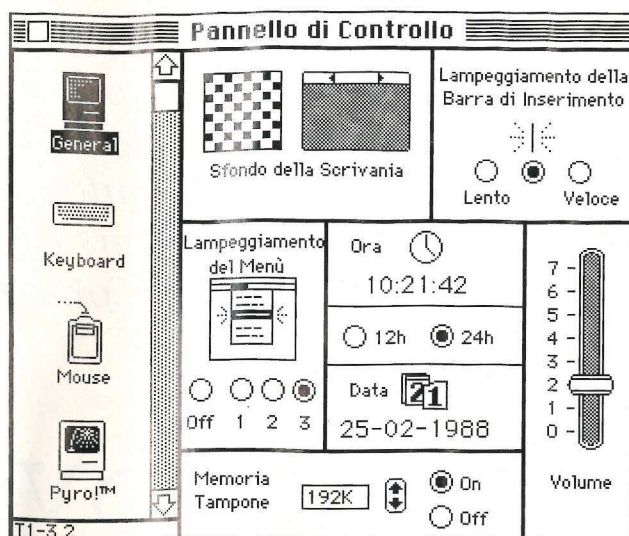 Pannello di Controllo
General
Keyboard
Mouse
Pyro!™
T1-3.2
Sfondo della Scrivania
Lampeggiamento della
Barra di Inserimento
Lento
Veloce
Lampeggiamento
del Menù
Off 1 2 3
Ora
10:21:42
12h 24h
Data 21
25-02-1988
Memoria
Tampone
192K
On
Off
7
6
5
4
3
2
1
0
Volume